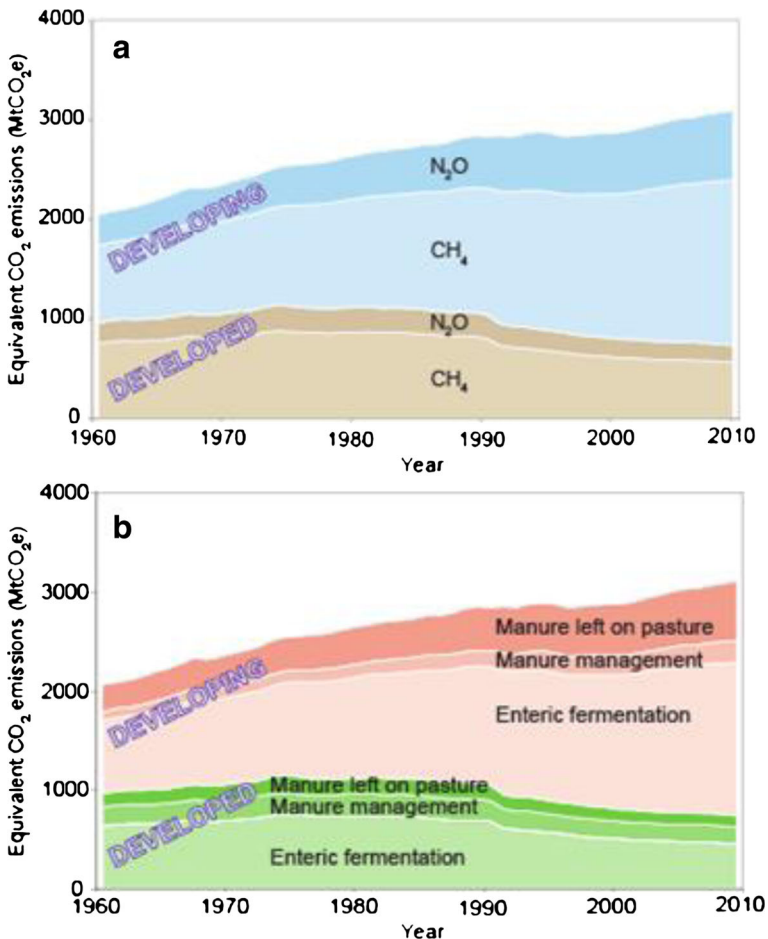 a
Equivalent CO₂ emissions (MtCO₂e)
4000
3000
2000
1000
0
N₂O
CH₄
DEVELOPING
N₂O
CH₄
DEVELOPED
1960 1970 1980 1990 2000 2010
Year
b
Equivalent CO₂ emissions (MtCO₂e)
4000
3000
2000
1000
0
Manure left on pasture
Manure management
Enteric fermentation
DEVELOPING
Manure left on pasture
Manure management
Enteric fermentation
DEVELOPED
1960 1970 1980 1990 2000 2010
Year